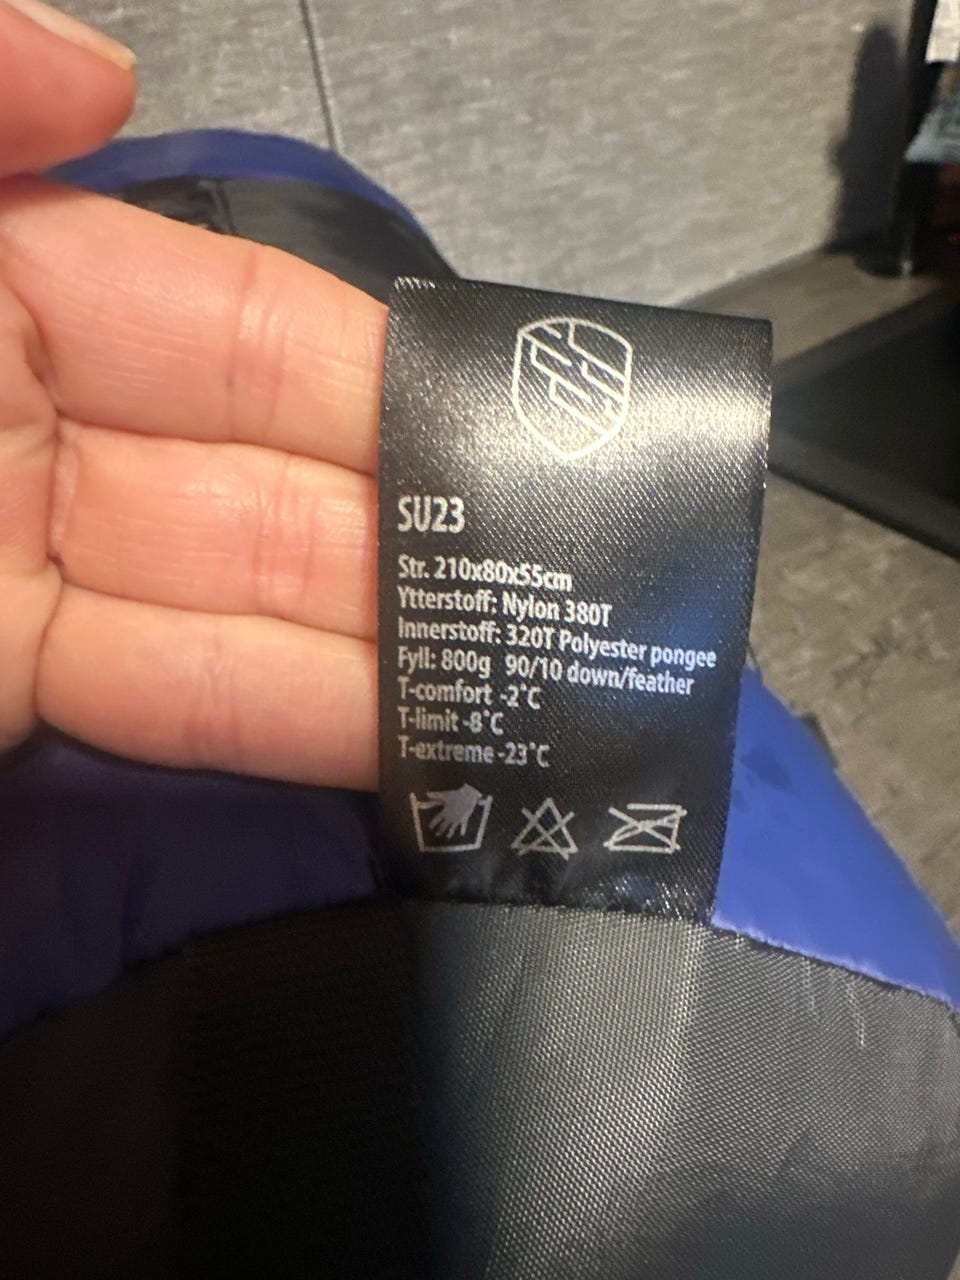 SU23
Str. 210x80x55cm
Ytterstoff: Nylon 380T
Innerstoff: 320T Polyester pongee
Fyll: 800g 90/10 down/feather
T-comfort -2°C
T-limit -8°C
T-extreme -23°C